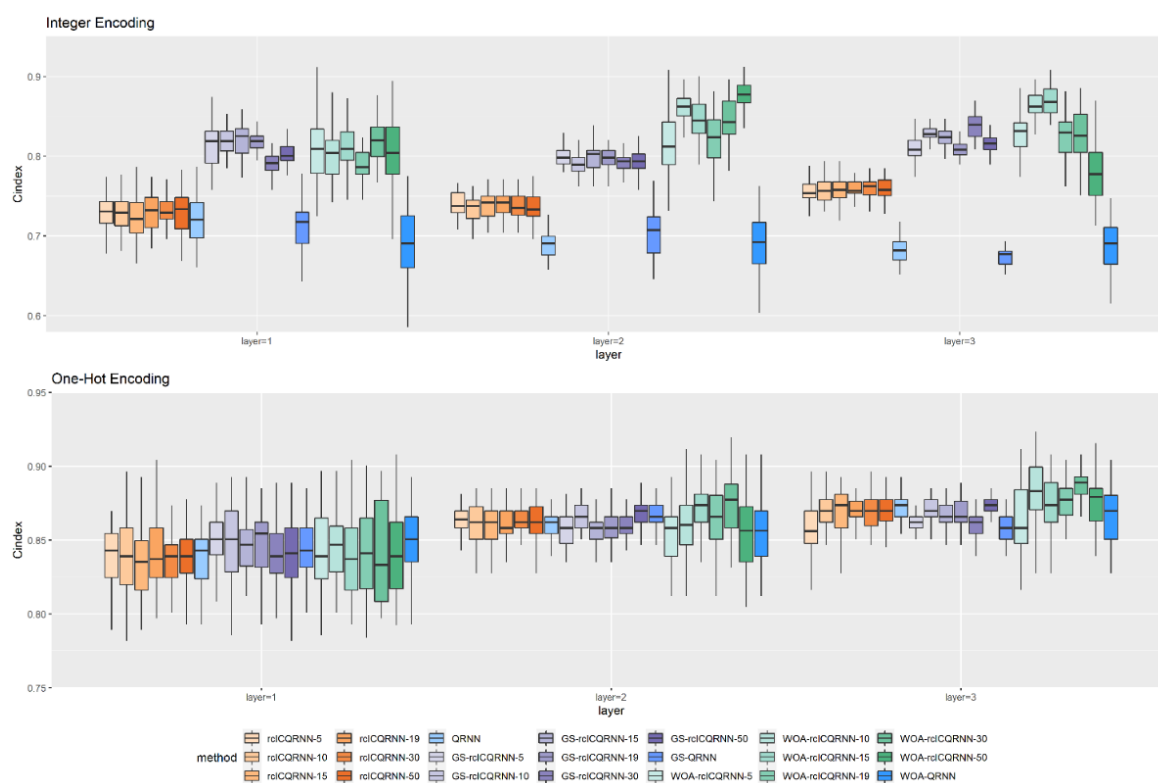 Integer Encoding
0.9
0.8
0.7
0.6
Cindex
layer=1 layer=2 layer=3
layer
One-Hot Encoding
0.95
0.90
0.85
0.80
0.75
Cindex
layer=1 layer=2 layer=3
layer
method
rcICQRNN-5 rcICQRNN-19 QRNN GS-rcICQRNN-15 GS-rcICQRNN-50 WOA-rcICQRNN-10 WOA-rcICQRNN-30
rcICQRNN-10 rcICQRNN-30 GS-rcICQRNN-5 GS-rcICQRNN-19 GS-QRNN WOA-rcICQRNN-15 WOA-rcICQRNN-50
rcICQRNN-15 rcICQRNN-50 GS-rcICQRNN-10 GS-rcICQRNN-30 WOA-rcICQRNN-5 WOA-rcICQRNN-19 WOA-QRNN